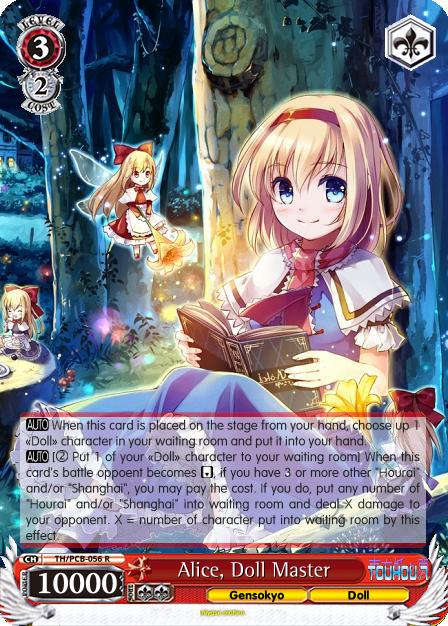 LEVEL
3
2
COST
AUTO When this card is placed on the stage from your hand, choose up 1
«Doll» character in your waiting room and put it into your hand.
AUTO [② Put 1 of your «Doll» character to your waiting room] When this
card's battle oppoent becomes , if you have 3 or more other "Hourai"
and/or "Shanghai", you may pay the cost. If you do, put any number of
"Hourai" and/or "Shanghai" into waiting room and deal X damage to
your opponent. X = number of character put into waiting room by this
effect.
CH TH/PCB-056 R
POWER 10000 SOUL Alice, Doll Master TOUHOU
Gensokyo Doll